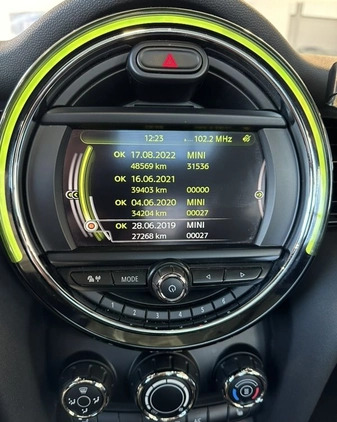 12:23 102.2 MHz
OK 17.08.2022 MINI
48569 km 31536
OK 16.06.2021
39403 km 00000
OK 04.06.2020 MINI
34204 km 00027
OK 28.06.2019 MINI
27268 km 00027
MODE
1 2 3 4 5 6